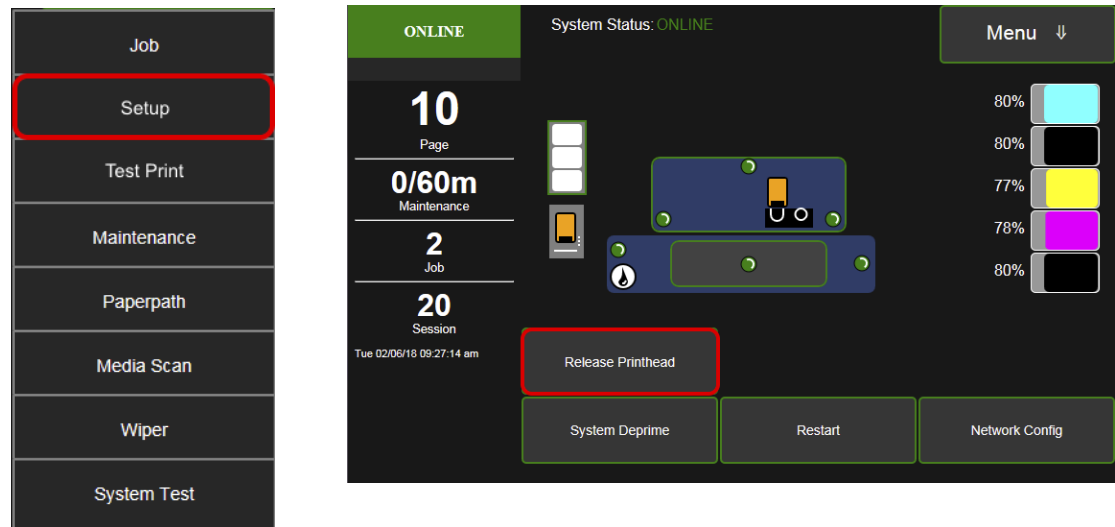 Job
Setup
Test Print
Maintenance
Paperpath
Media Scan
Wiper
System Test
ONLINE
System Status: ONLINE
Menu ⇓
10
Page
0/60m
Maintenance
2
Job
20
Session
Tue 02/06/18 09:27:14 am
80%
80%
77%
78%
80%
Release Printhead
System Deprime
Restart
Network Config